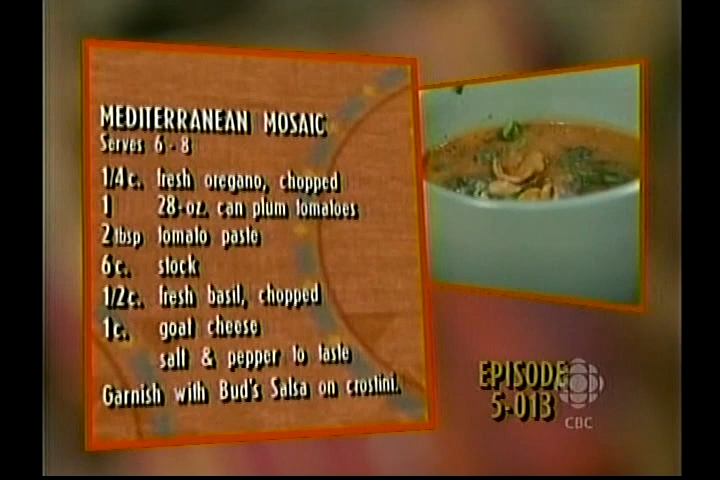 MEDITERRANEAN MOSAIC
Serves 6 - 8
1/4 c. fresh oregano, chopped
1 28-oz. can plum tomatoes
2 tbsp tomato paste
6 c. stock
1/2 c. fresh basil, chopped
1 c. goat cheese
salt & pepper to taste
Garnish with Bud's Salsa on crostini.
EPISODE
5-013
CBC